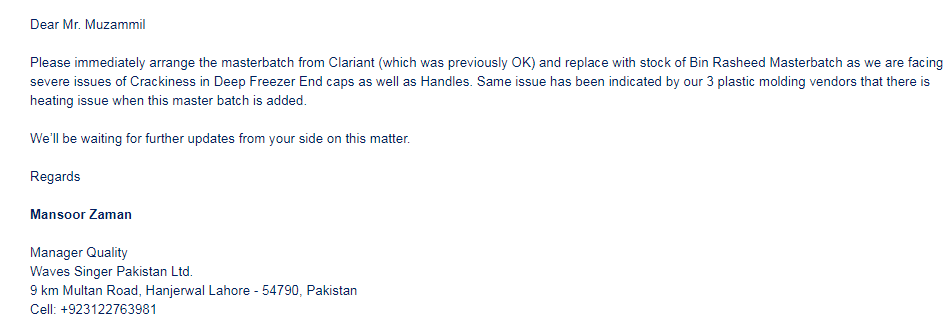 Dear Mr. Muzammil
Please immediately arrange the masterbatch from Clariant (which was previously OK) and replace with stock of Bin Rasheed Masterbatch as we are facing
severe issues of Crackiness in Deep Freezer End caps as well as Handles. Same issue has been indicated by our 3 plastic molding vendors that there is
heating issue when this master batch is added.
We'll be waiting for further updates from your side on this matter.
Regards
Mansoor Zaman
Manager Quality
Waves Singer Pakistan Ltd.
9 km Multan Road, Hanjerwal Lahore - 54790, Pakistan
Cell: +923122763981